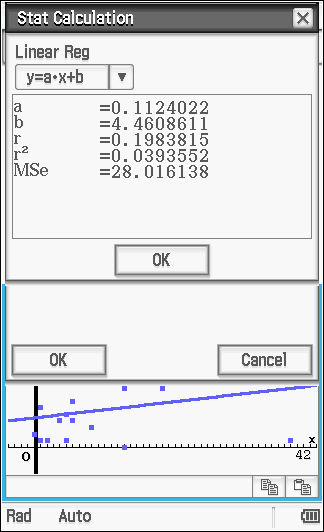 Stat Calculation
Linear Reg
y=a•x+b
a =0.1124022
b =4.4608611
r =0.1983815
r² =0.0393552
MSe =28.016138
OK
OK Cancel
x
0 42
Rad Auto